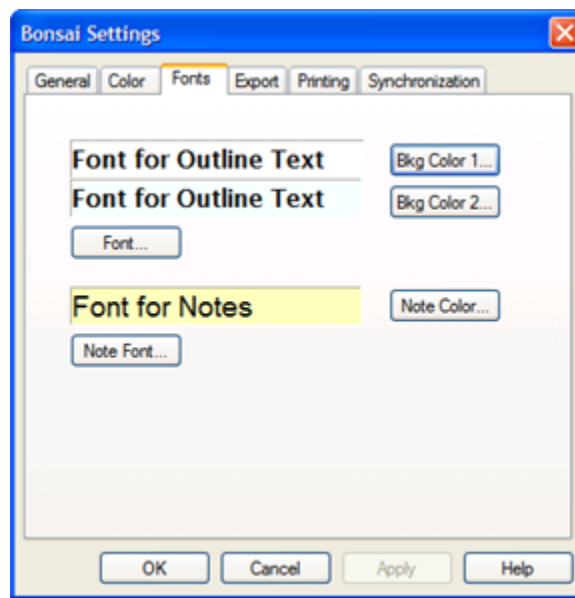 Bonsai Settings
General Color Fonts Export Printing Synchronization
Font for Outline Text Bkg Color 1...
Font for Outline Text Bkg Color 2...
Font...
Font for Notes Note Color...
Note Font...
OK Cancel Apply Help